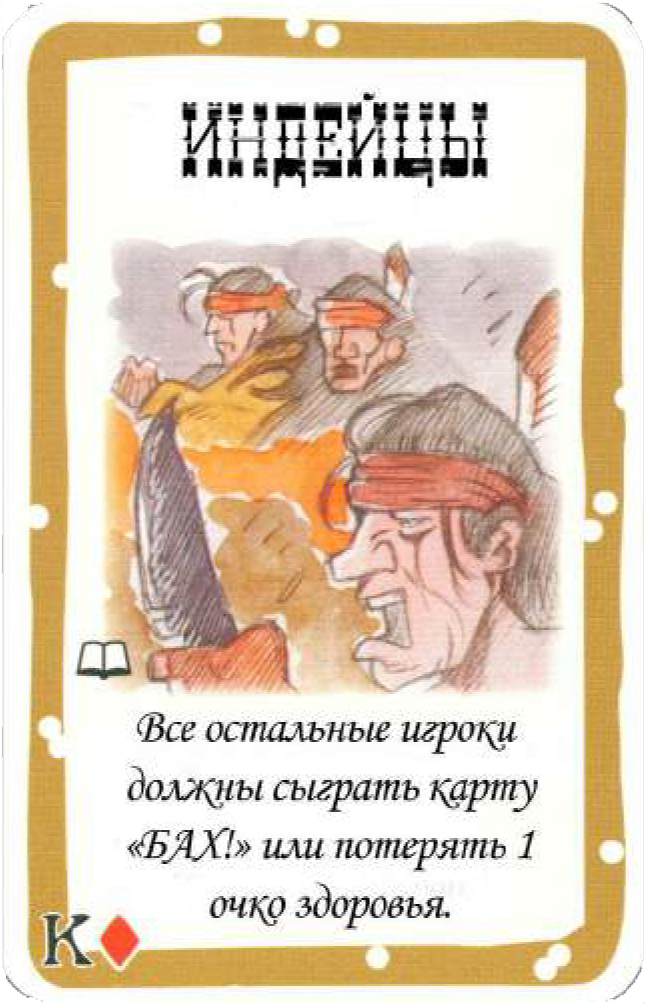 ИНДЕЙЦЫ
Все остальные игроки
должны сыграть карту
«БАХ!» или потерять 1
очко здоровья.
K♦